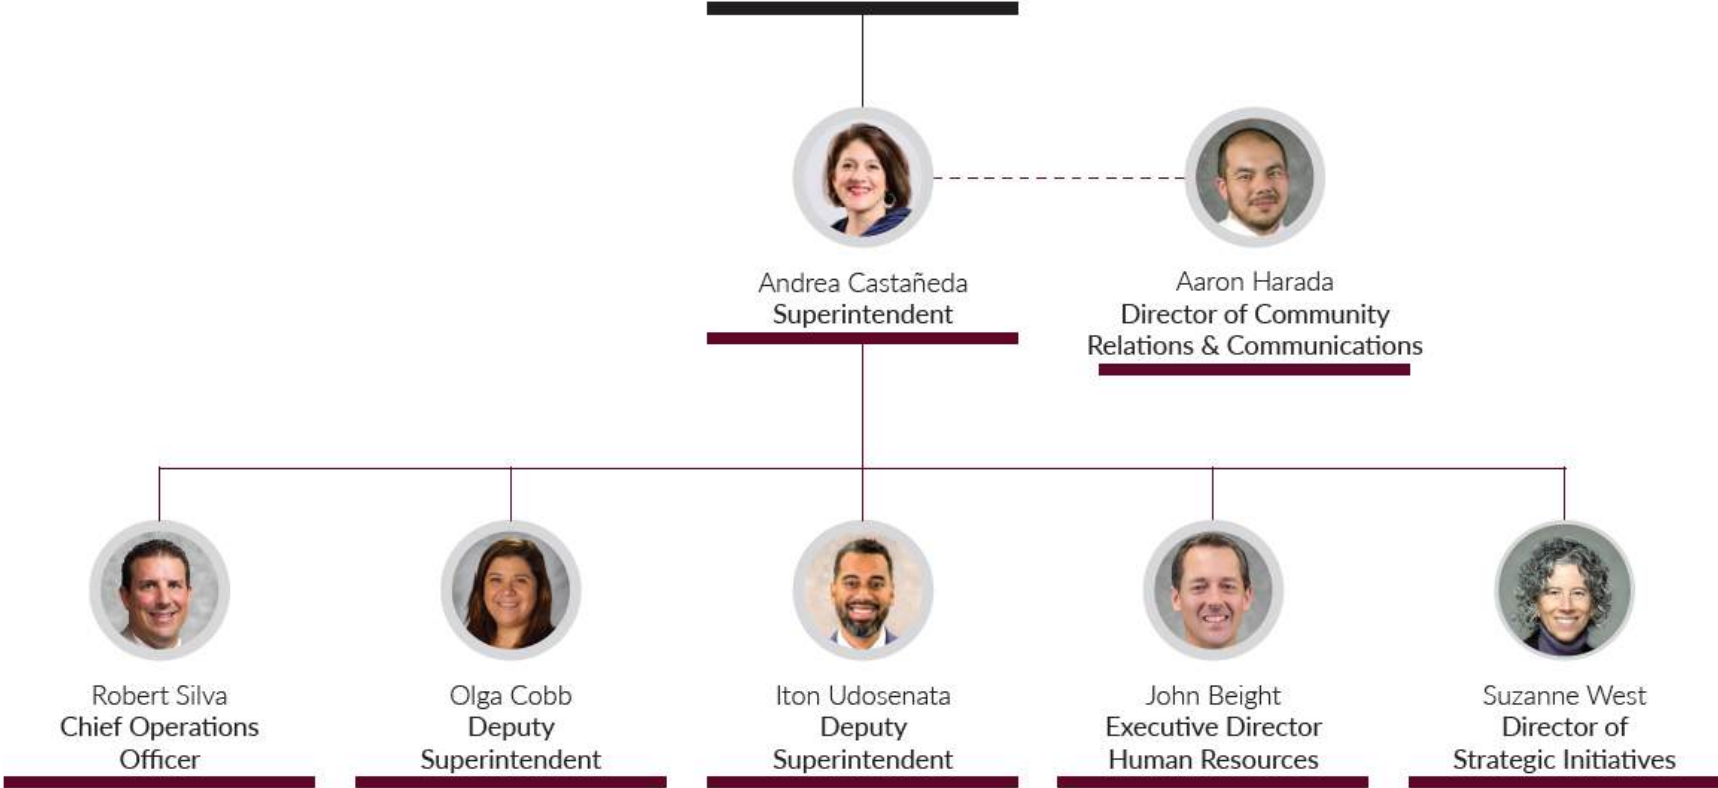 Andrea Castañeda
Superintendent
Aaron Harada
Director of Community
Relations & Communications
Robert Silva
Chief Operations
Officer
Olga Cobb
Deputy
Superintendent
Iton Udosenata
Deputy
Superintendent
John Beight
Executive Director
Human Resources
Suzanne West
Director of
Strategic Initiatives